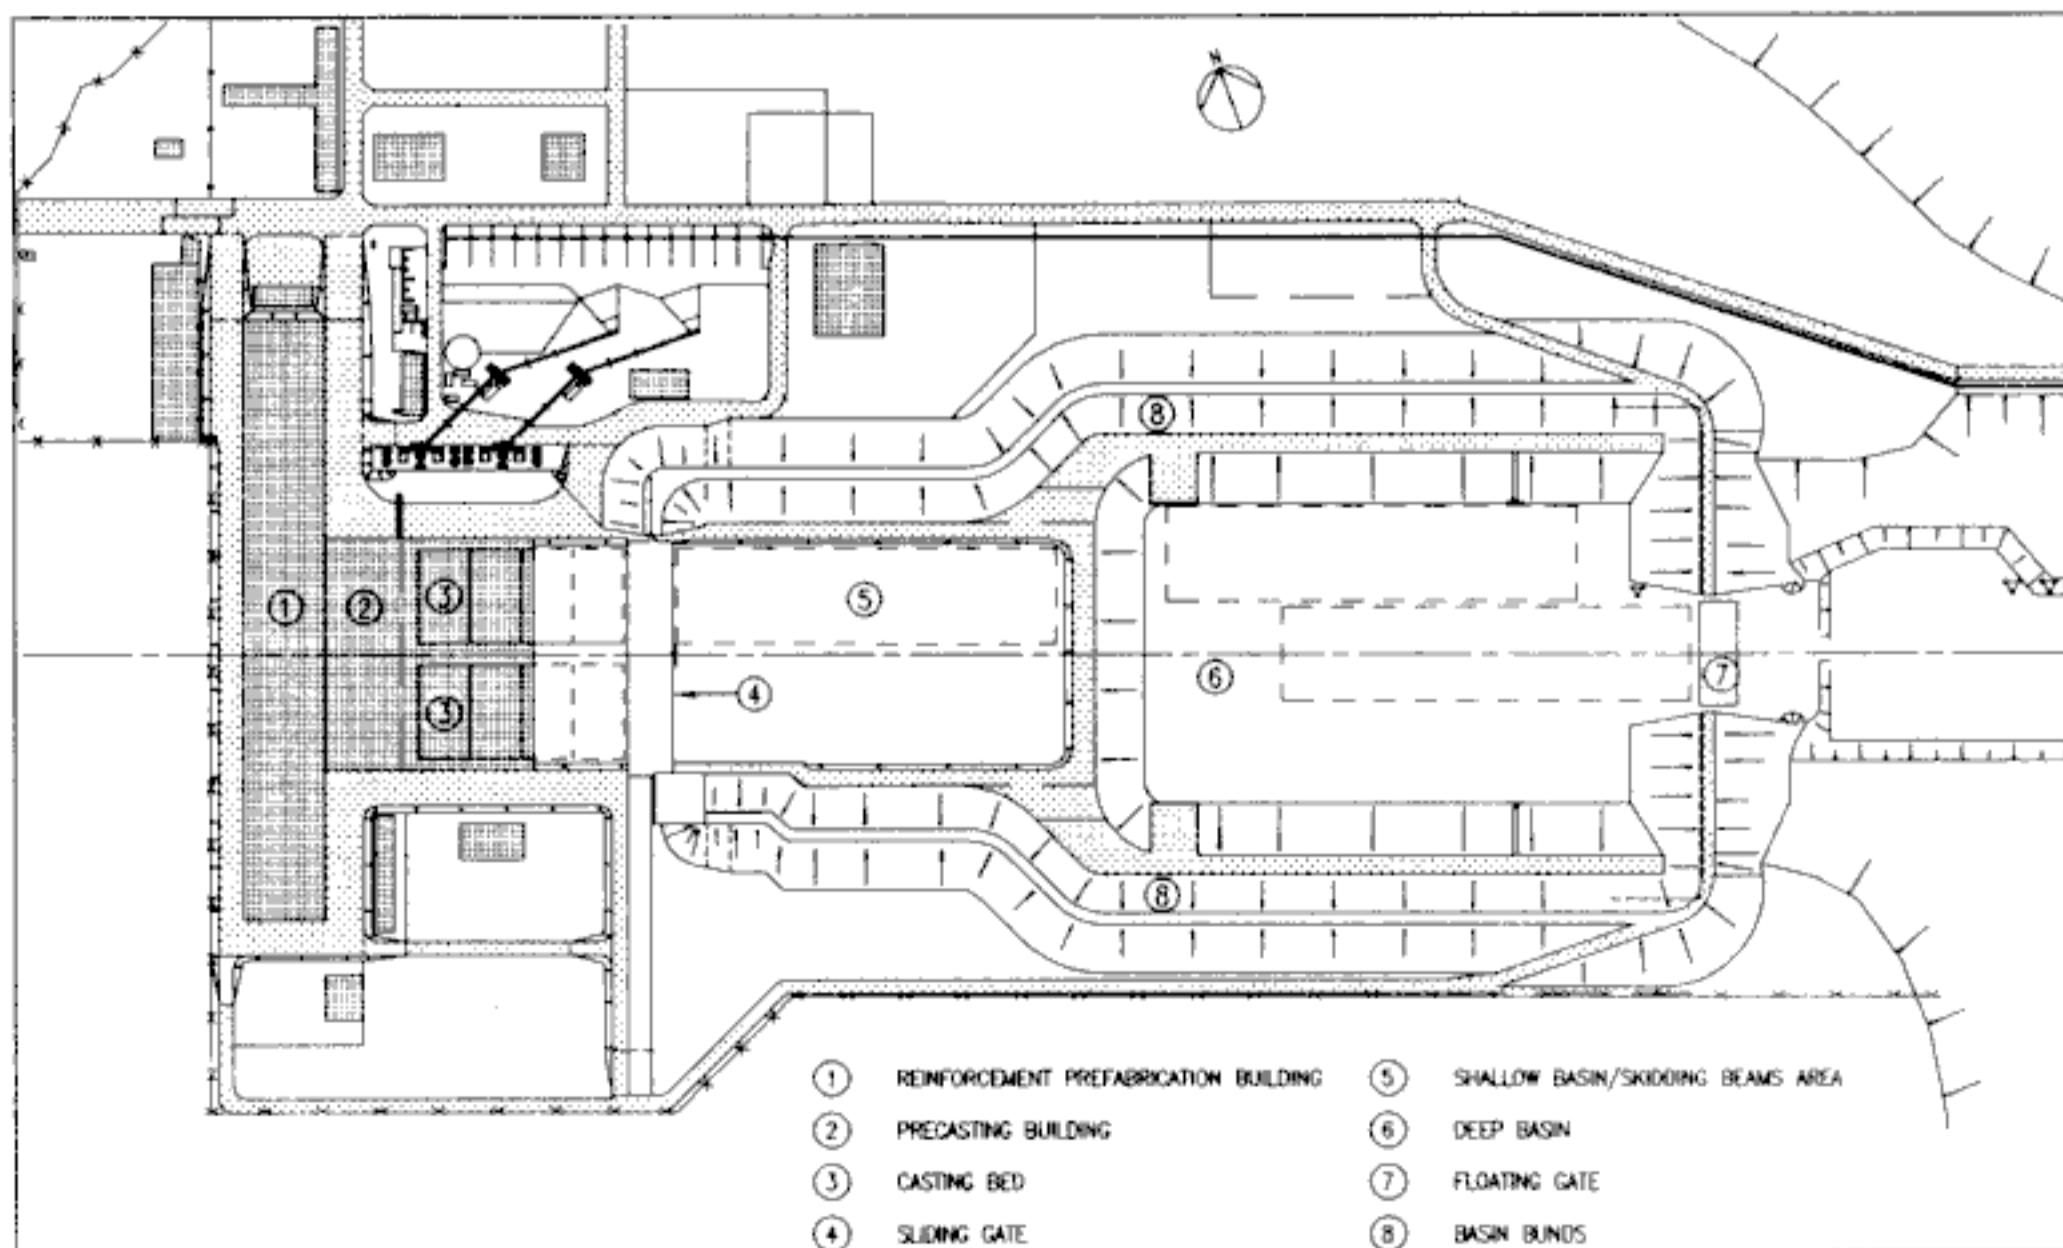 N
8
3
5
1
2
6
7
4
3
8
1 REINFORCEMENT PREFABRICATION BUILDING
5 SHALLOW BASIN/SKIDDING BEAMS AREA
2 PRECASTING BUILDING
6 DEEP BASIN
3 CASTING BED
7 FLOATING GATE
4 SLIDING GATE
8 BASIN BUNDS